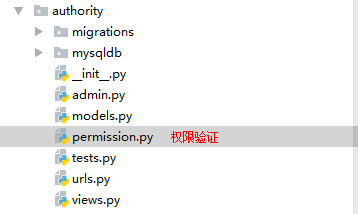 authority
migrations
mysqldb
__init__.py
admin.py
models.py
permission.py 权限验证
tests.py
urls.py
views.py